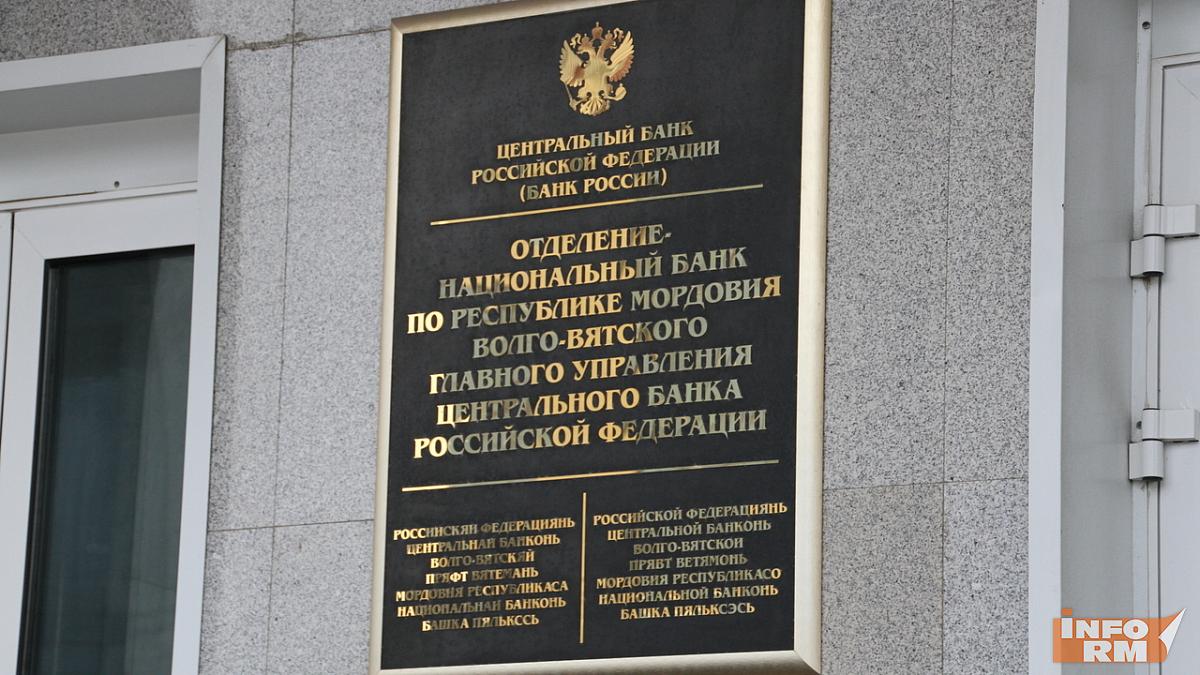 ЦЕНТРАЛЬНЫЙ БАНК
РОССИЙСКОЙ ФЕДЕРАЦИИ
(БАНК РОССИИ)
ОТДЕЛЕНИЕ-
НАЦИОНАЛЬНЫЙ БАНК
ПО РЕСПУБЛИКЕ МОРДОВИЯ
ВОЛГО-ВЯТСКОГО
ГЛАВНОГО УПРАВЛЕНИЯ
ЦЕНТРАЛЬНОГО БАНКА
РОССИЙСКОЙ ФЕДЕРАЦИИ
РОССИЙСКЯЙ ФЕДЕРАЦИЯНЬ
ЦЕНТРАЛЬНАЙ БАНКОНЬ
ВОЛГО-ВЯТСКЯЙ
ПРЯФТ ВЯТЕМАНЬ
МОРДОВИЯ РЕСПУБЛИКАСА
НАЦИОНАЛЬНАЙ БАНКОНЬ
БАШКА ПЯЛЬКССЬ
РОССИЙСКОЙ ФЕДЕРАЦИЯНЬ
ЦЕНТРАЛЬНОЙ БАНКОНЬ
ВОЛГО-ВЯТСКОЙ
ПРЯВТ ВЕТЯМОНЬ
МОРДОВИЯ РЕСПУБЛИКАСО
НАЦИОНАЛЬНОЙ БАНКОНЬ
БАШКА ПЯЛЬКСЭСЬ
INFO
RM